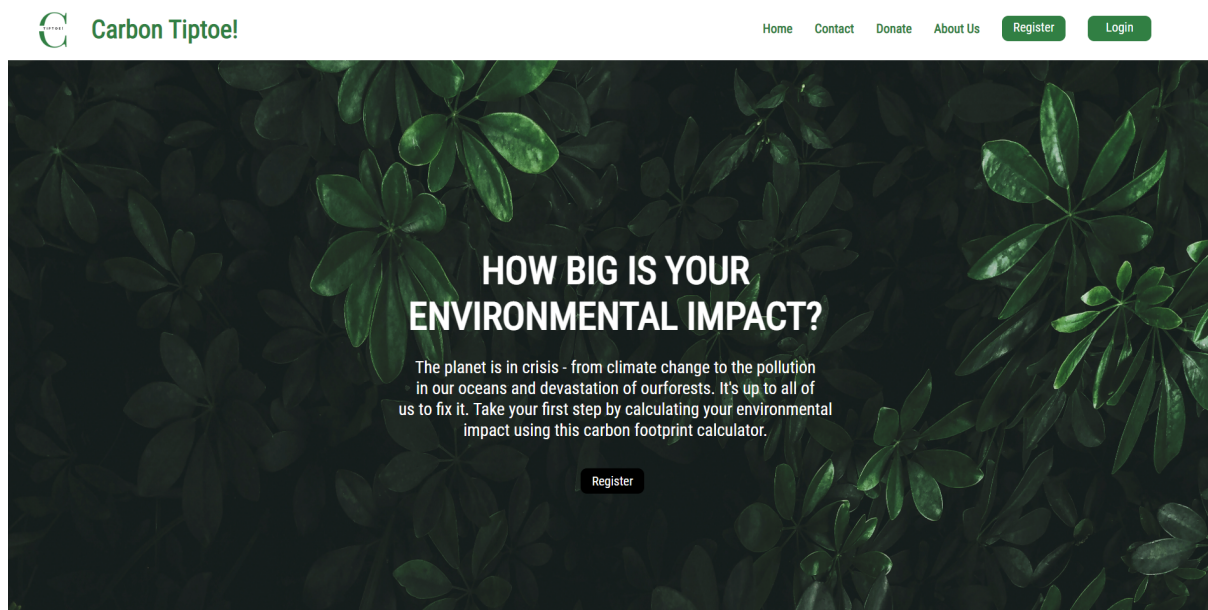 C
TIPTOE!
Carbon Tiptoe!
Home Contact Donate About Us Register Login
HOW BIG IS YOUR
ENVIRONMENTAL IMPACT?
The planet is in crisis - from climate change to the pollution
in our oceans and devastation of ourforests. It's up to all of
us to fix it. Take your first step by calculating your environmental
impact using this carbon footprint calculator.
Register